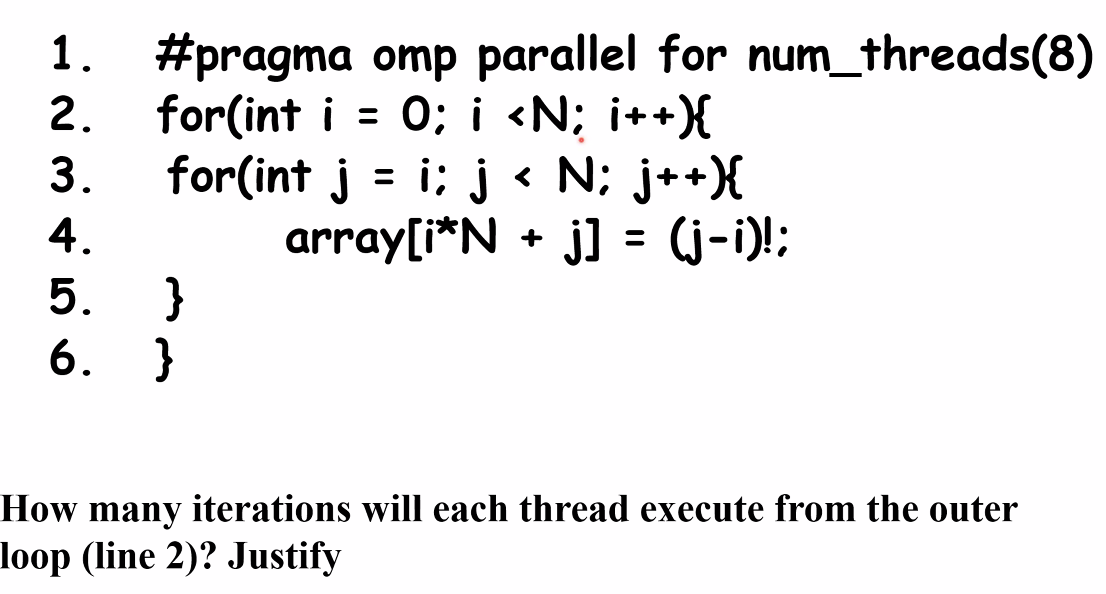 1. #pragma omp parallel for num_threads(8)
2. for(int i = 0; i <N; i++){
3. for(int j = i; j < N; j++){
4. array[i*N + j] = (j-i)!;
5. }
6. }
How many iterations will each thread execute from the outer
loop (line 2)? Justify